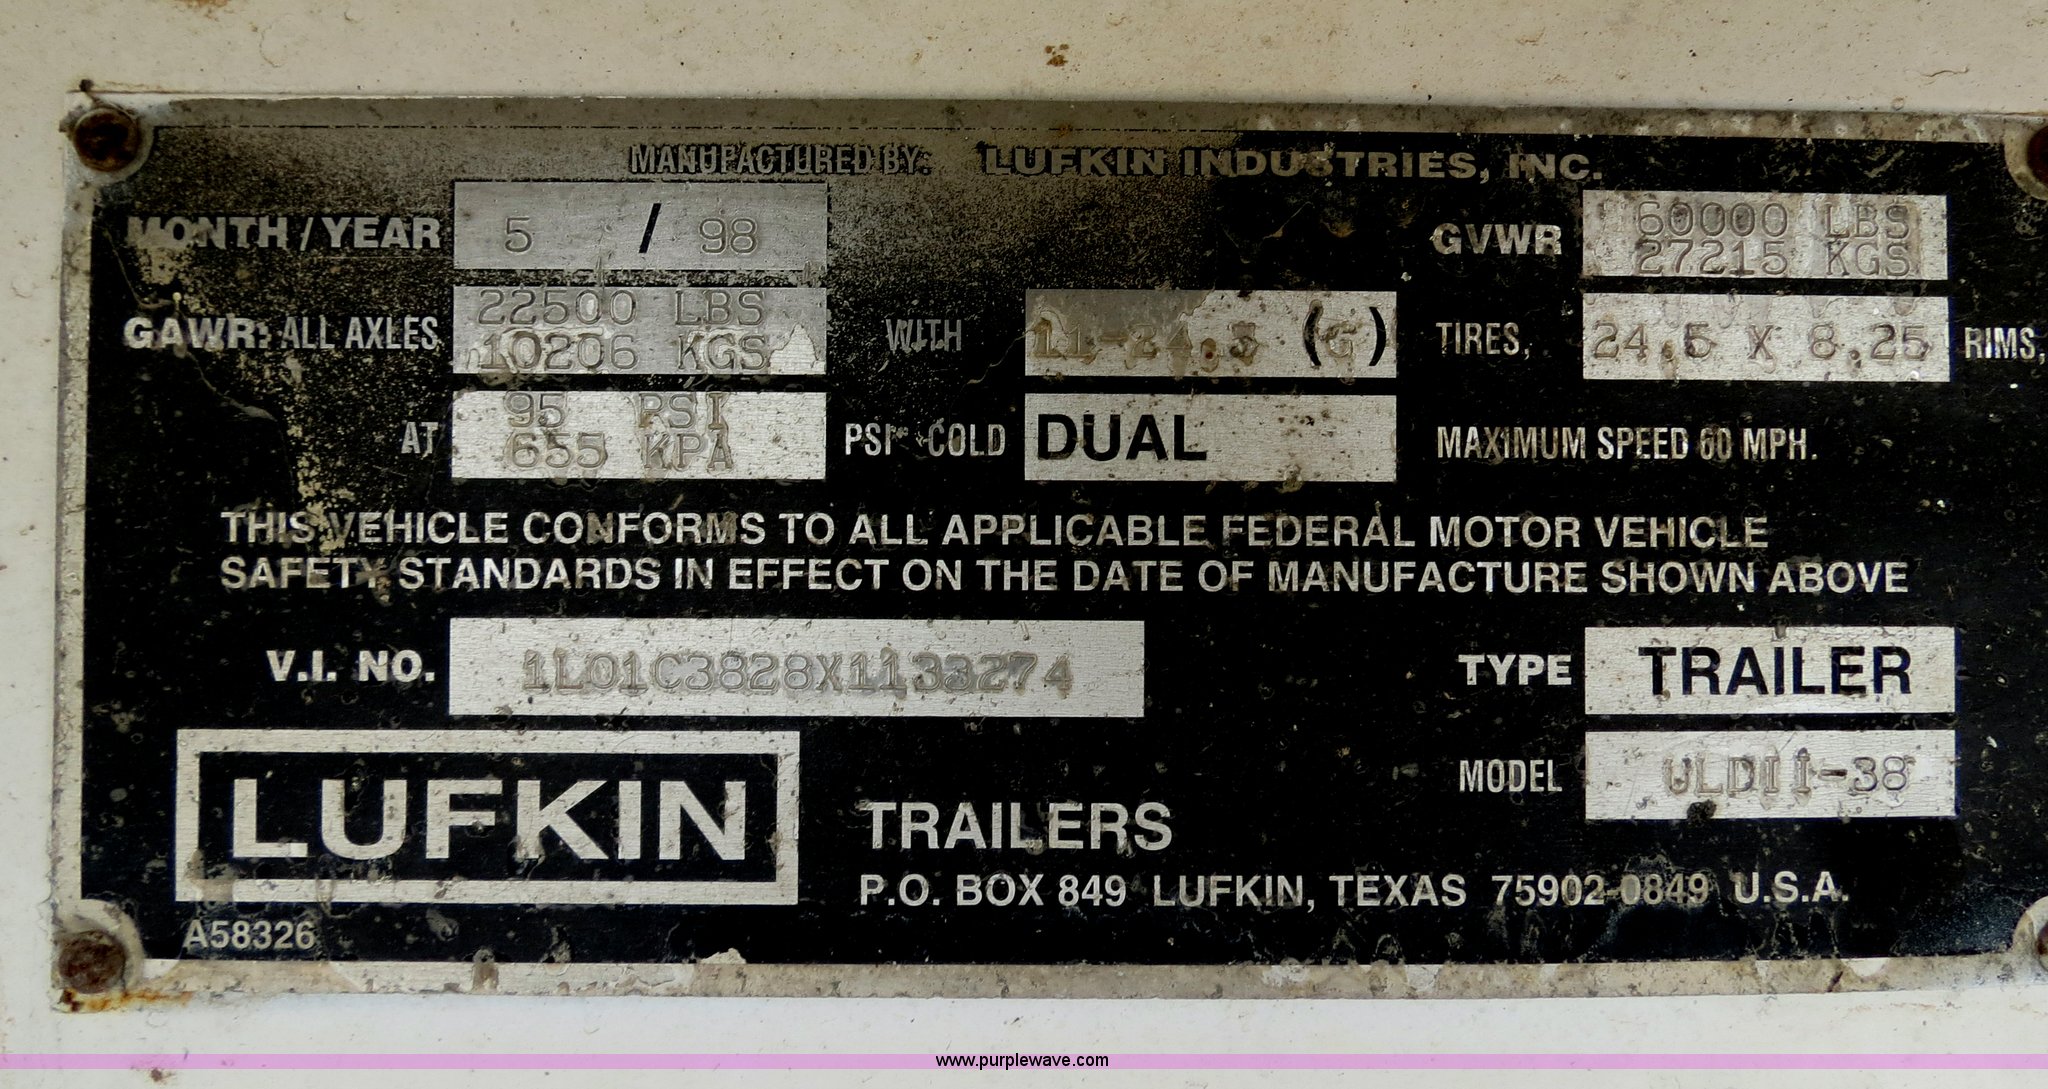 MANUFACTURED BY: LUFKIN INDUSTRIES, INC.
MONTH/YEAR 5 / 98 GVWR 60000 LBS
27215 KGS
GAWR: ALL AXLES 22500 LBS WITH 11-24.5 (G) TIRES, 24.5 X 8.25 RIMS,
10206 KGS
AT 95 PSI PSI COLD DUAL MAXIMUM SPEED 60 MPH.
655 KPA
THIS VEHICLE CONFORMS TO ALL APPLICABLE FEDERAL MOTOR VEHICLE
SAFETY STANDARDS IN EFFECT ON THE DATE OF MANUFACTURE SHOWN ABOVE
V.I. NO. 1L01C3828X1133274 TYPE TRAILER
MODEL ULDII-38
LUFKIN TRAILERS
P.O. BOX 849 LUFKIN, TEXAS 75902-0849 U.S.A.
A58326
www.purplewave.com